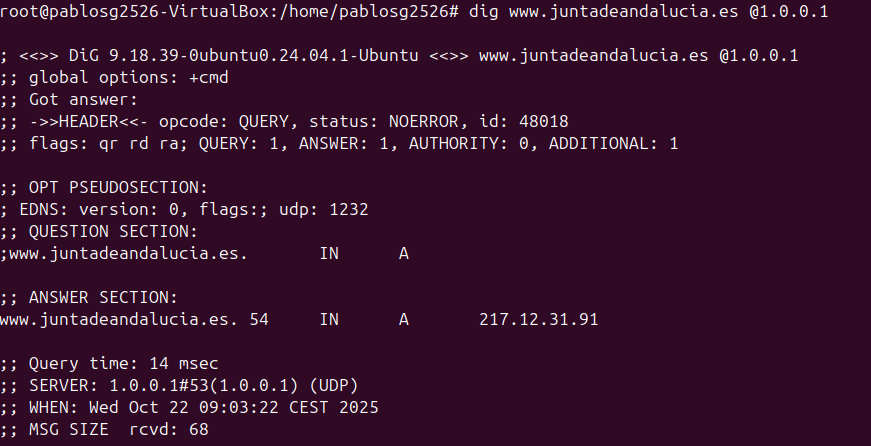 root@pablosg2526-VirtualBox:/home/pablosg2526# dig www.juntadeandalucia.es @1.0.0.1
; <<>> DiG 9.18.39-0ubuntu0.24.04.1-Ubuntu <<>> www.juntadeandalucia.es @1.0.0.1
;; global options: +cmd
;; Got answer:
;; ->>HEADER<<- opcode: QUERY, status: NOERROR, id: 48018
;; flags: qr rd ra; QUERY: 1, ANSWER: 1, AUTHORITY: 0, ADDITIONAL: 1
;; OPT PSEUDOSECTION:
; EDNS: version: 0, flags:; udp: 1232
;; QUESTION SECTION:
;www.juntadeandalucia.es. IN A
;; ANSWER SECTION:
www.juntadeandalucia.es. 54 IN A 217.12.31.91
;; Query time: 14 msec
;; SERVER: 1.0.0.1#53(1.0.0.1) (UDP)
;; WHEN: Wed Oct 22 09:03:22 CEST 2025
;; MSG SIZE  rcvd: 68